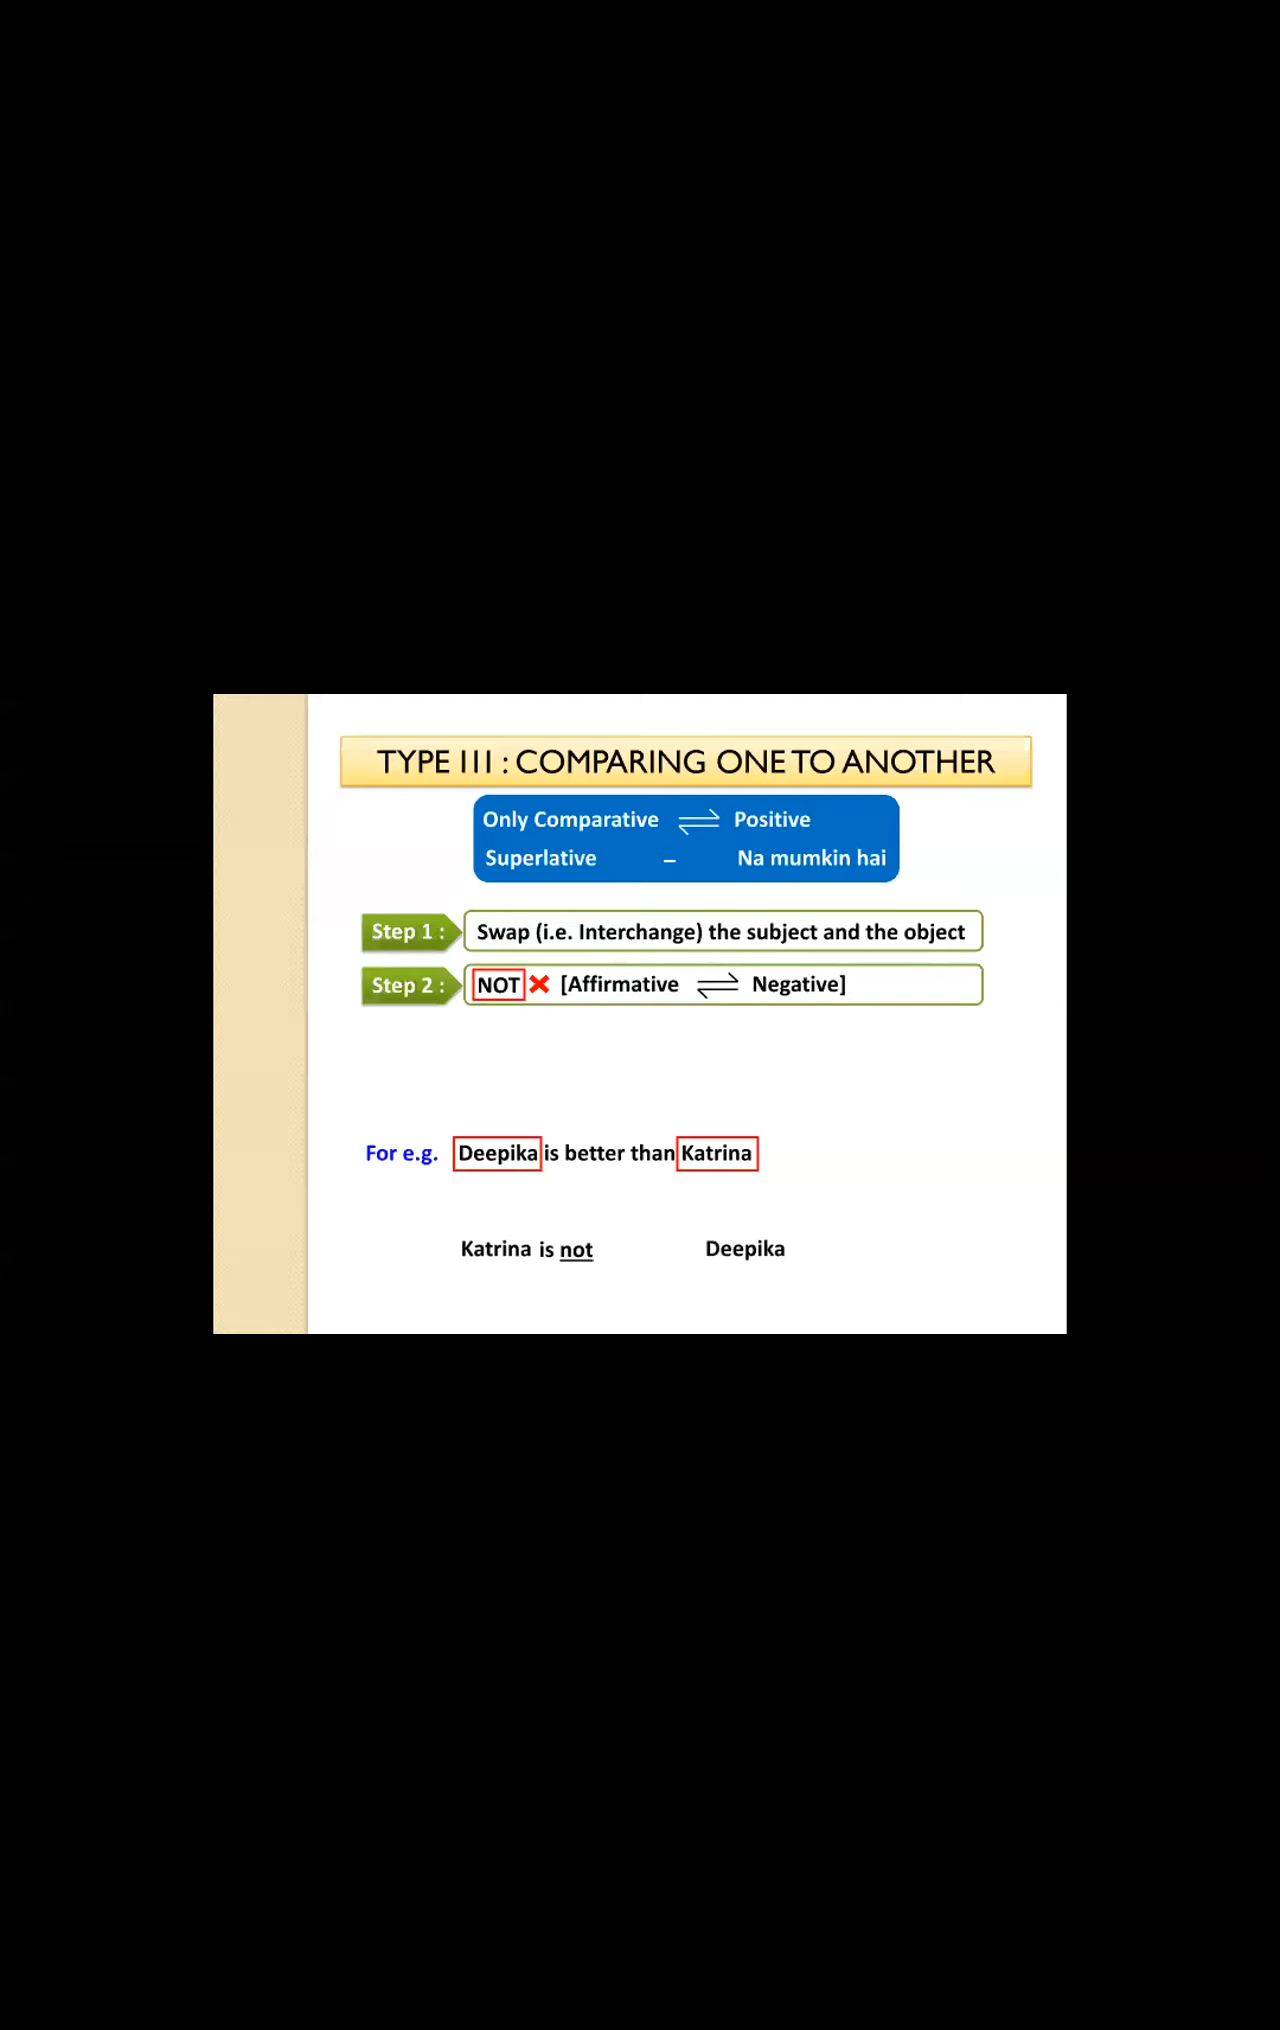 TYPE III : COMPARING ONE TO ANOTHER
Only Comparative ⇌ Positive
Superlative – Na mumkin hai
Step 1 : Swap (i.e. Interchange) the subject and the object
Step 2 : NOT ✖ [Affirmative ⇌ Negative]
For e.g. Deepika is better than Katrina
Katrina is not Deepika